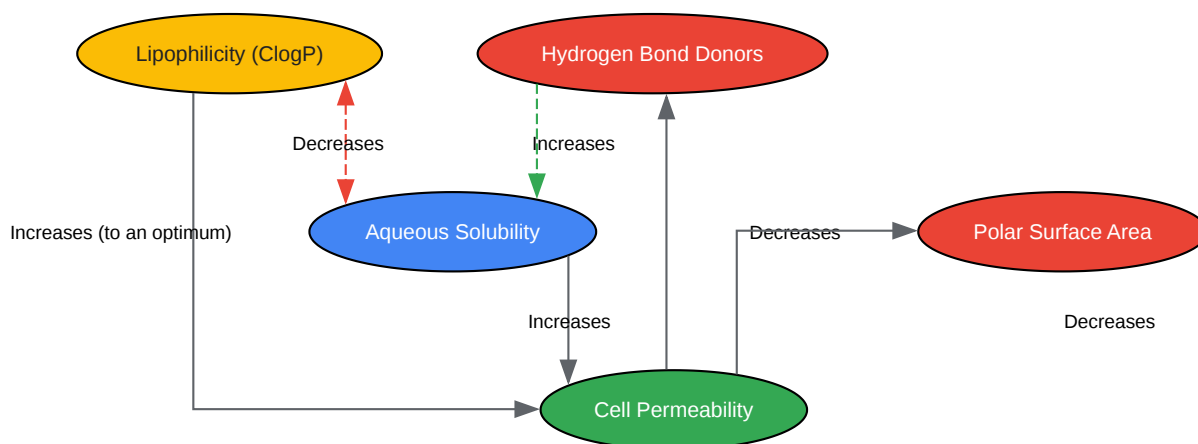 Lipophilicity (ClogP)
Hydrogen Bond Donors
Decreases
Increases
Increases (to an optimum)
Aqueous Solubility
Decreases
Polar Surface Area
Increases
Decreases
Cell Permeability